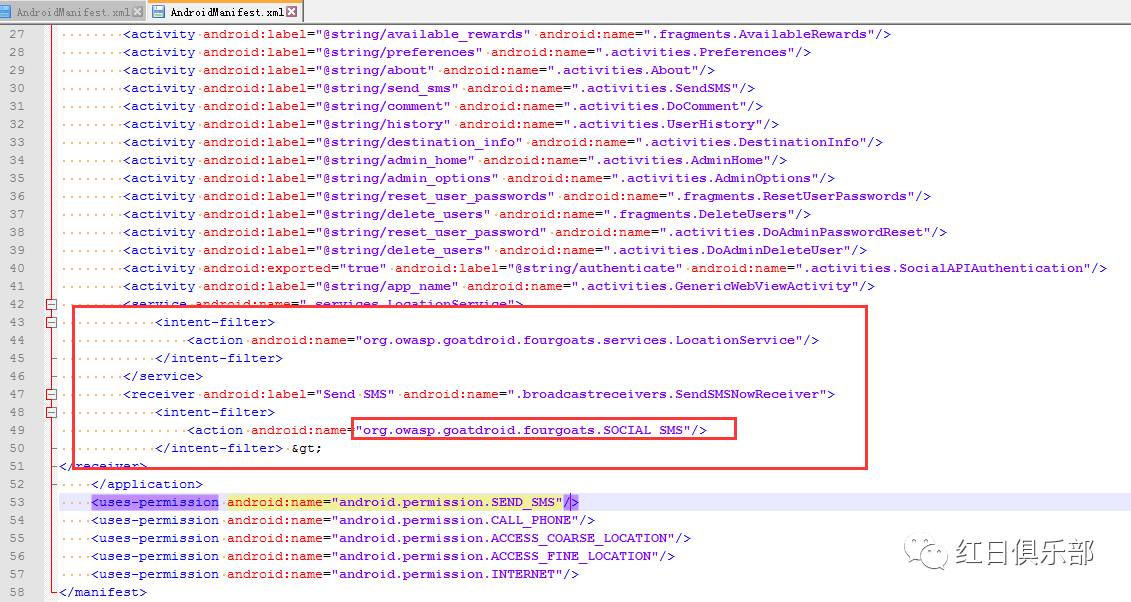 AndroidManifest.xml AndroidManifest.xml
27 <activity android:label="@string/available_rewards" android:name=".fragments.AvailableRewards"/>
28 <activity android:label="@string/preferences" android:name=".activities.Preferences"/>
29 <activity android:label="@string/about" android:name=".activities.About"/>
30 <activity android:label="@string/send_sms" android:name=".activities.SendSMS"/>
31 <activity android:label="@string/comment" android:name=".activities.DoComment"/>
32 <activity android:label="@string/history" android:name=".activities.UserHistory"/>
33 <activity android:label="@string/destination_info" android:name=".activities.DestinationInfo"/>
34 <activity android:label="@string/admin_home" android:name=".activities.AdminHome"/>
35 <activity android:label="@string/admin_options" android:name=".activities.AdminOptions"/>
36 <activity android:label="@string/reset_user_passwords" android:name=".fragments.ResetUserPasswords"/>
37 <activity android:label="@string/delete_users" android:name=".fragments.DeleteUsers"/>
38 <activity android:label="@string/reset_user_password" android:name=".activities.DoAdminPasswordReset"/>
39 <activity android:label="@string/delete_users" android:name=".activities.DoAdminDeleteUser"/>
40 <activity android:exported="true" android:label="@string/authenticate" android:name=".activities.SocialAPIAuthentication"/>
41 <activity android:label="@string/app_name" android:name=".activities.GenericWebViewActivity"/>
42 <service android:name=".services.LocationService">
43 <intent-filter>
44 <action android:name="org.owasp.goatdroid.fourgoats.services.LocationService"/>
45 </intent-filter>
46 </service>
47 <receiver android:label="Send SMS" android:name=".broadcastreceivers.SendSMSNowReceiver">
48 <intent-filter>
49 <action android:name="org.owasp.goatdroid.fourgoats.SOCIAL_SMS"/>
50 </intent-filter> &gt;
51 </receiver>
52 </application>
53 <uses-permission android:name="android.permission.SEND_SMS"/>
54 <uses-permission android:name="android.permission.CALL_PHONE"/>
55 <uses-permission android:name="android.permission.ACCESS_COARSE_LOCATION"/>
56 <uses-permission android:name="android.permission.ACCESS_FINE_LOCATION"/>
57 <uses-permission android:name="android.permission.INTERNET"/>
58 </manifest>
红日俱乐部